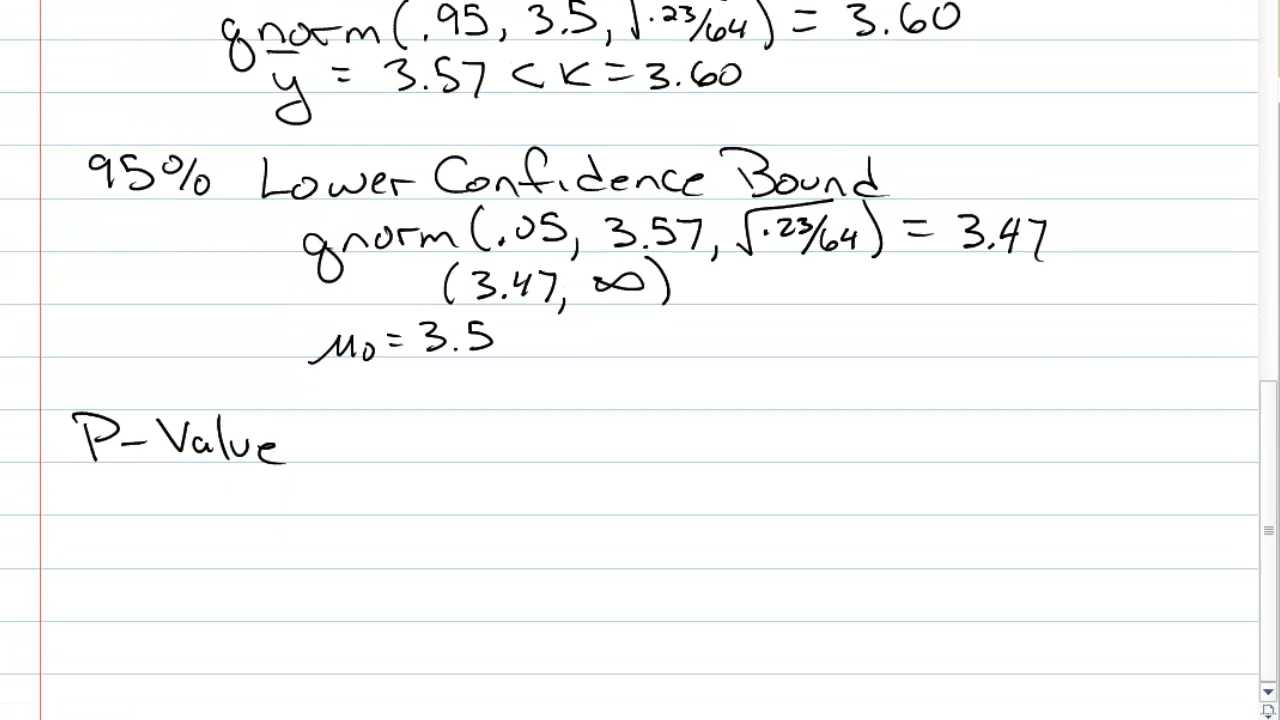 qnorm(.95, 3.5, √.23/64) = 3.60
y̅ = 3.57 < K = 3.60
95% Lower Confidence Bound
qnorm(.05, 3.57, √.23/64) = 3.47
(3.47, ∞)
μ0 = 3.5
P-Value